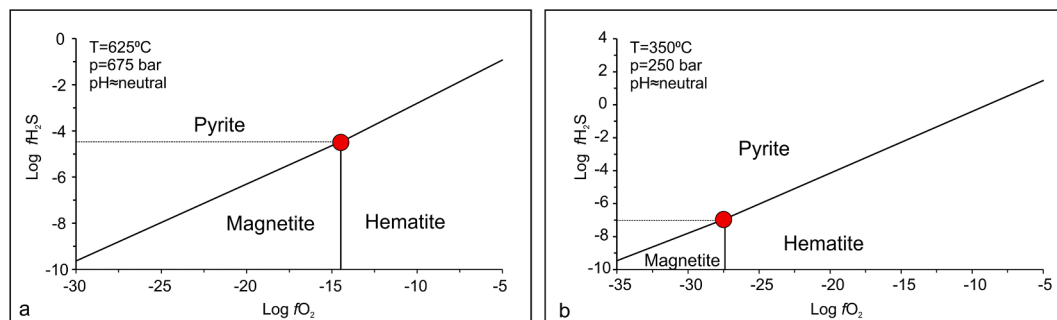 T=625ºC
p=675 bar
pH≈neutral
0
-2
-4
-6
-8
-10
Log fH₂S
Pyrite
Magnetite
Hematite
-30
-25
-20
-15
-10
-5
Log fO₂
a
T=350ºC
p=250 bar
pH≈neutral
4
2
0
-2
-4
-6
-8
-10
Log fH₂S
Pyrite
Hematite
Magnetite
-35
-30
-25
-20
-15
-10
-5
Log fO₂
b